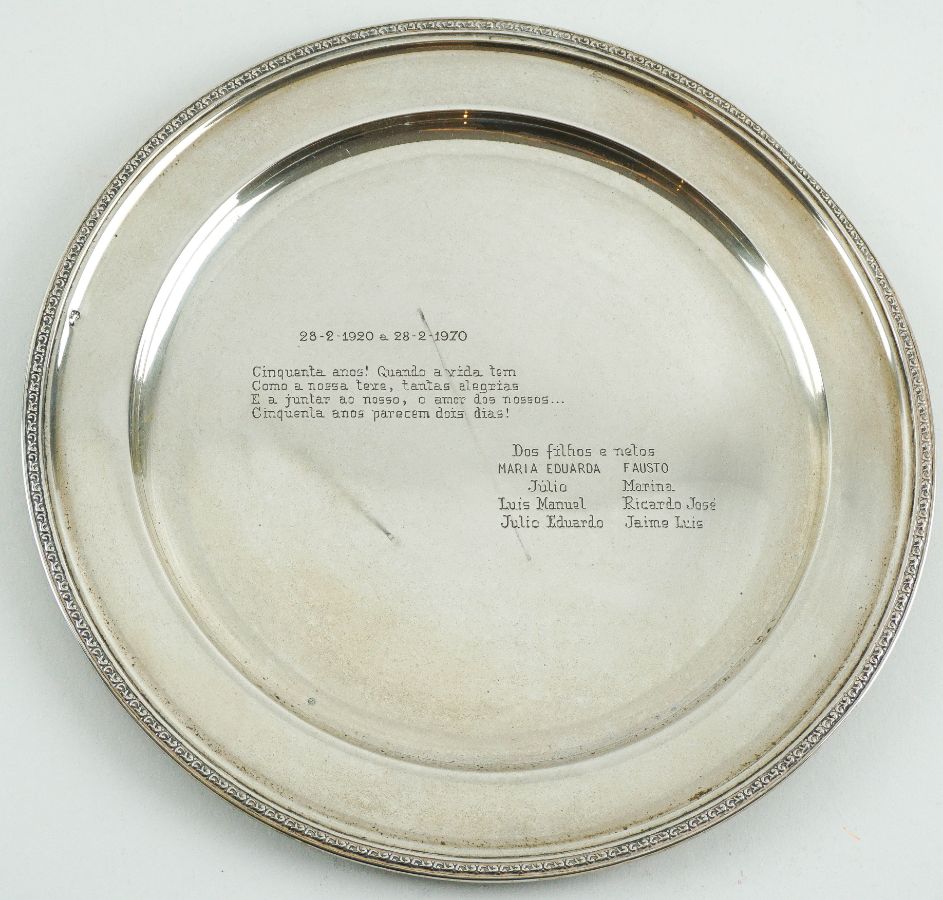 28-2-1920 a 28-2-1970
Cinquenta anos! Quando a vida tem
Como a nossa teve, tantas alegrias
E a juntar ao nosso, o amor dos nossos...
Cinquenta anos parecem dois dias!
Dos filhos e netos
MARIA EDUARDA FAUSTO
Júlio Marina
Luis Manuel Ricardo José
Julio Eduardo Jaime Luis